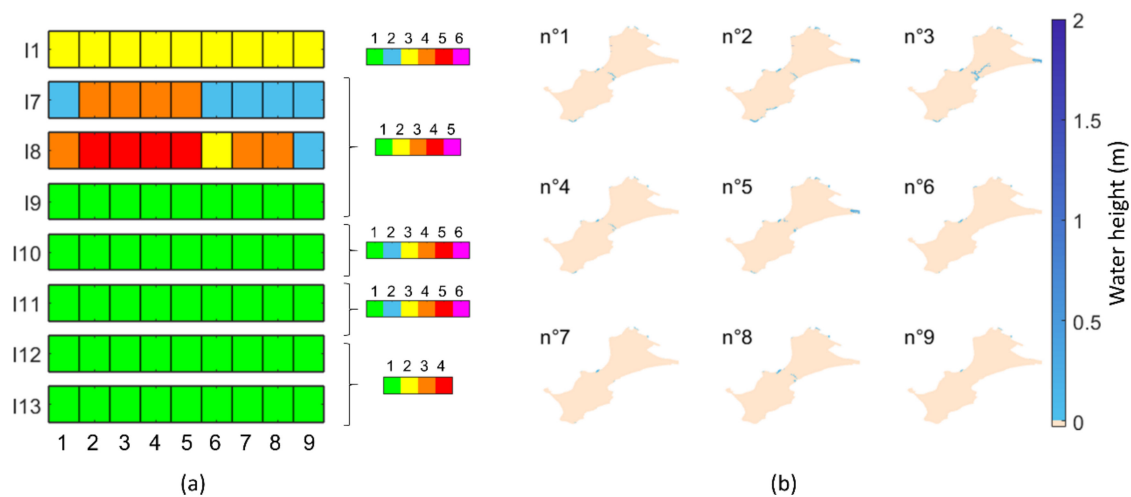 I1
1 2 3 4 5 6
I7
I8
1 2 3 4 5
I9
I10
1 2 3 4 5 6
I11
1 2 3 4 5 6
I12
1 2 3 4
I13
1 2 3 4 5 6 7 8 9
(a)
n°1 n°2 n°3
n°4 n°5 n°6
n°7 n°8 n°9
2
1
0.5
0
Water height (m)
(b)